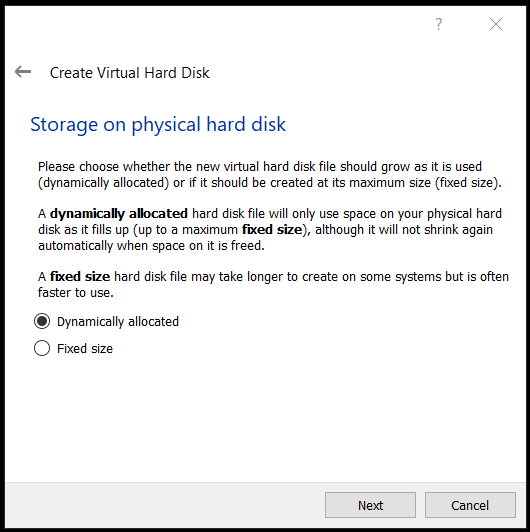 ?
Create Virtual Hard Disk
Storage on physical hard disk
Please choose whether the new virtual hard disk file should grow as it is used
(dynamically allocated) or if it should be created at its maximum size (fixed size).
A dynamically allocated hard disk file will only use space on your physical hard
disk as it fills up (up to a maximum fixed size), although it will not shrink again
automatically when space on it is freed.
A fixed size hard disk file may take longer to create on some systems but is often
faster to use.
Dynamically allocated
Fixed size
Next
Cancel